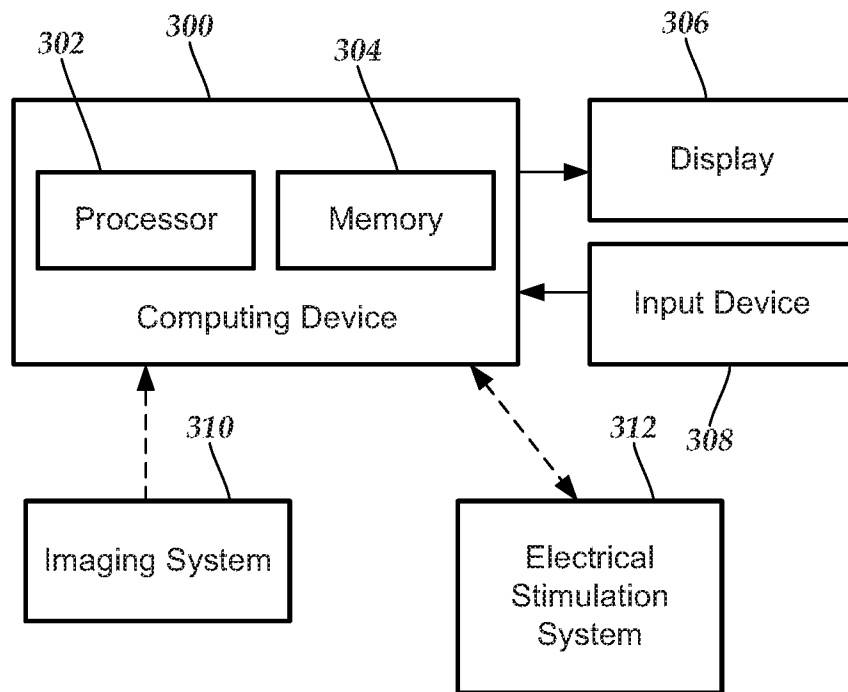 300
302
304
306
Processor
Memory
Computing Device
Display
Input Device
308
310
312
Imaging System
Electrical
Stimulation
System